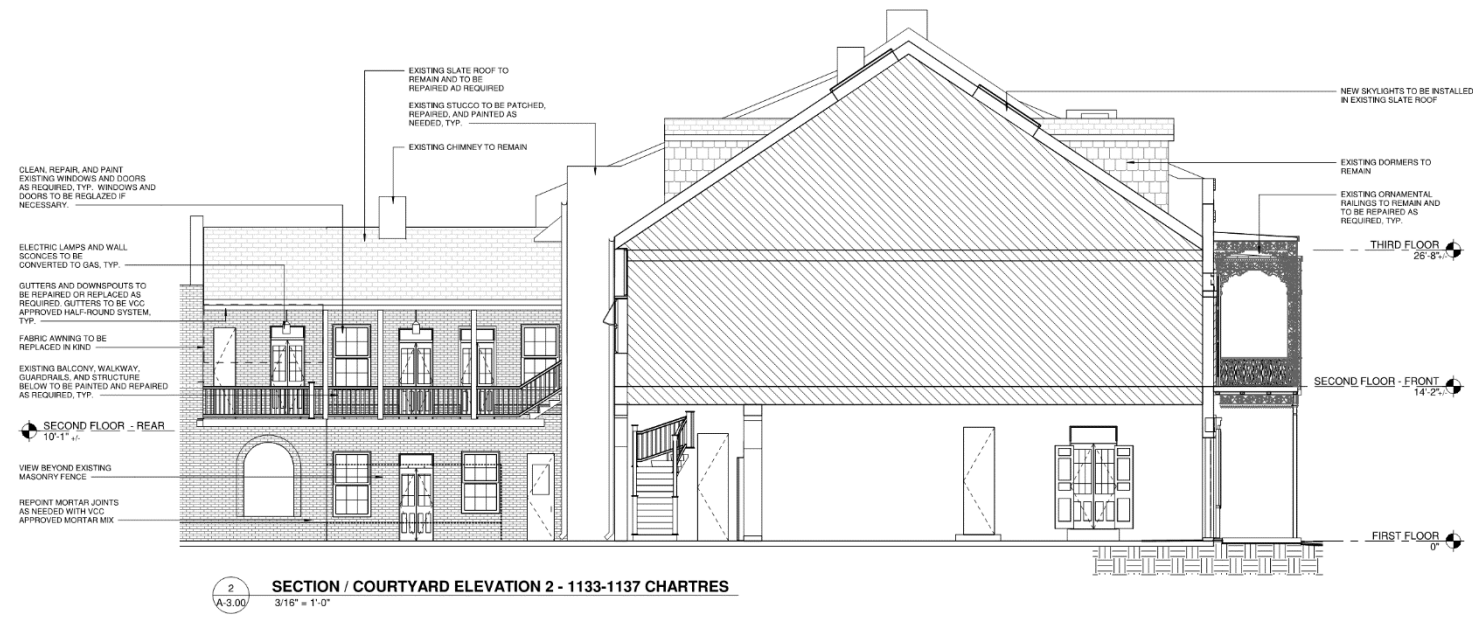 EXISTING SLATE ROOF TO
REMAIN AND TO BE
REPAIRED AD REQUIRED
EXISTING STUCCO TO BE PATCHED,
REPAIRED, AND PAINTED AS
NEEDED, TYP.
EXISTING CHIMNEY TO REMAIN
CLEAN, REPAIR, AND PAINT
EXISTING WINDOWS AND DOORS
AS REQUIRED, TYP. WINDOWS AND
DOORS TO BE REGLAZED IF
NECESSARY.
ELECTRIC LAMPS AND WALL
SCONCES TO BE
CONVERTED TO GAS, TYP.
GUTTERS AND DOWNSPOUTS TO
BE REPAIRED OR REPLACED AS
REQUIRED. GUTTERS TO BE VCC
APPROVED HALF-ROUND SYSTEM,
TYP.
FABRIC AWNING TO BE
REPLACED IN KIND
EXISTING BALCONY, WALKWAY,
GUARDRAILS, AND STRUCTURE
BELOW TO BE PAINTED AND REPAIRED
AS REQUIRED, TYP.
SECOND FLOOR - REAR
10'-1" +/-
VIEW BEYOND EXISTING
MASONRY FENCE
REPOINT MORTAR JOINTS
AS NEEDED WITH VCC
APPROVED MORTAR MIX
NEW SKYLIGHTS TO BE INSTALLED
IN EXISTING SLATE ROOF
EXISTING DORMERS TO
REMAIN
EXISTING ORNAMENTAL
RAILINGS TO REMAIN AND
TO BE REPAIRED AS
REQUIRED, TYP.
THIRD FLOOR
26'-8"+/-
SECOND FLOOR - FRONT
14'-2"+/-
FIRST FLOOR
0"
2
A-3.00
SECTION / COURTYARD ELEVATION 2 - 1133-1137 CHARTRES
3/16" = 1'-0"